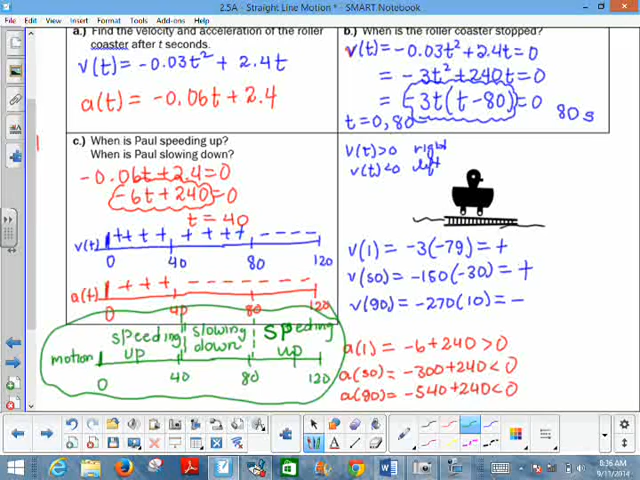 2.5A - Straight Line Motion * - SMART Notebook
File Edit View Insert Format Tools Add-ons Help
a.) Find the velocity and acceleration of the roller
coaster after t seconds.
v(t) = -0.03t² + 2.4t
a(t) = -0.06t + 2.4
b.) When is the roller coaster stopped?
v(t) = -0.03t² + 2.4t = 0
= -3t² + 240t = 0
= -3t(t-80) = 0
t = 0, 80
80s
c.) When is Paul speeding up?
When is Paul slowing down?
-0.06t + 2.4 = 0
-6t + 240 = 0
t = 40
v(t) ++++ ++++ ----
0 40 80 120
a(t) ++++ ---- ----
0 40 80 120
speeding up slowing down speeding up
motion
0 40 80 120
v(t) > 0 right
v(t) < 0 left
v(1) = -3(-79) = +
v(50) = -150(-30) = +
v(90) = -270(10) = -
a(1) = -6 + 240 > 0
a(50) = -300 + 240 < 0
a(90) = -540 + 240 < 0
8:36 AM
9/11/2014